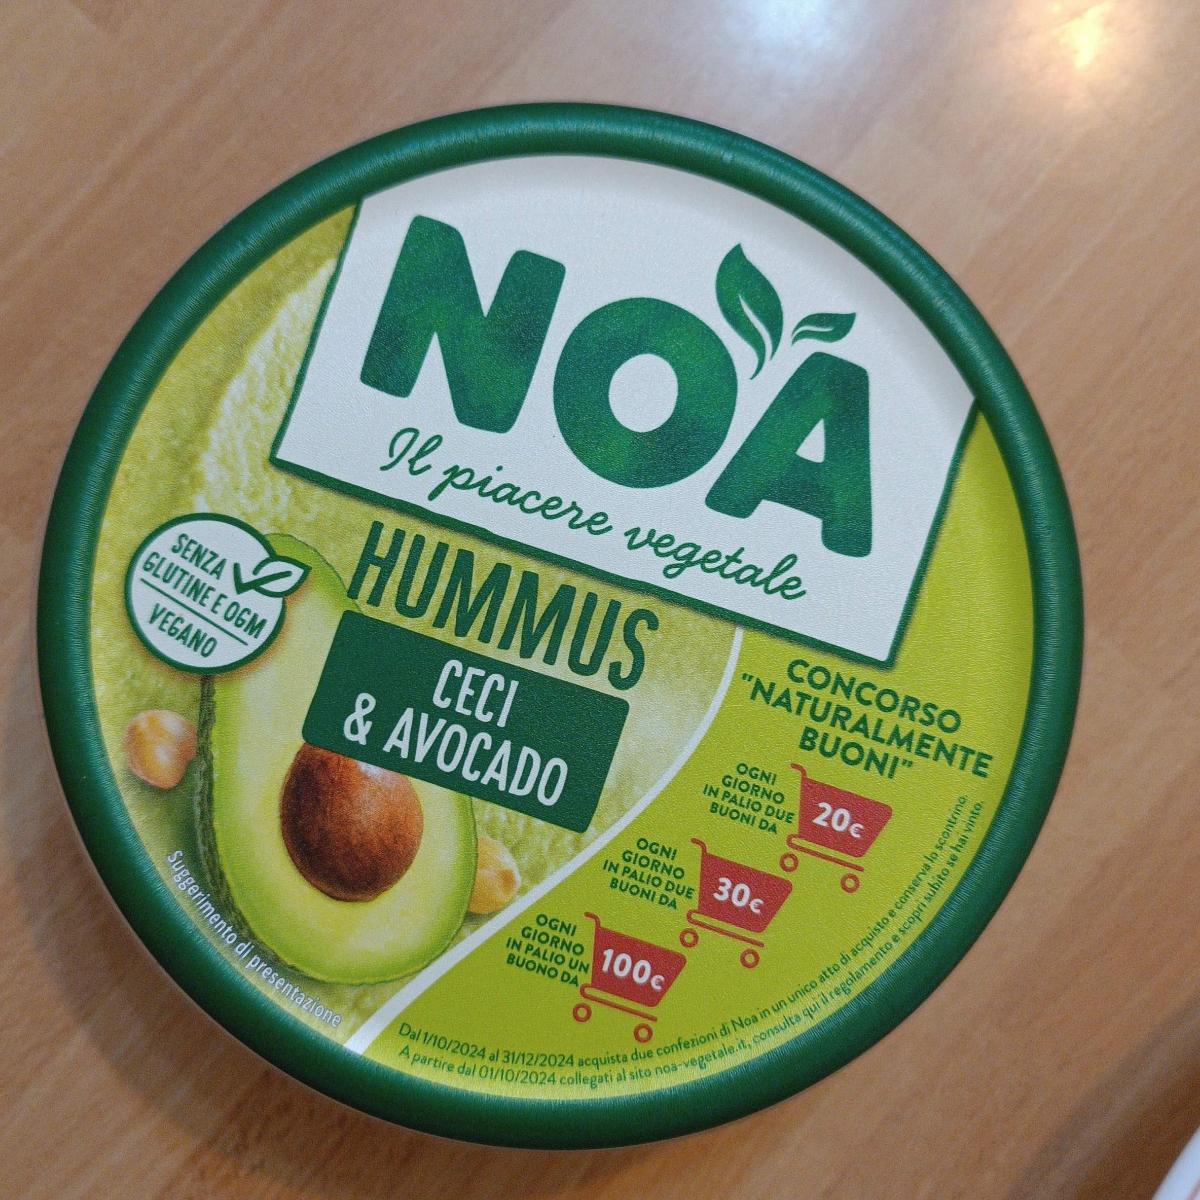 NOA
Il piacere vegetale
SENZA
GLUTINE E OGM
VEGANO
HUMMUS
CECI
& AVOCADO
CONCORSO
"NATURALMENTE
BUONI"
OGNI
GIORNO
IN PALIO DUE
BUONI DA
20€
OGNI
GIORNO
IN PALIO DUE
BUONI DA
30€
OGNI
GIORNO
IN PALIO UN
BUONO DA
100€
Suggerimento di presentazione
Dal 1/10/2024 al 31/12/2024 acquista due confezioni di Noa in un unico atto di acquisto e conserva lo scontrino.
A partire dal 01/10/2024 collegati al sito noa-vegetale.it, consulta qui il regolamento e scopri subito se hai vinto.